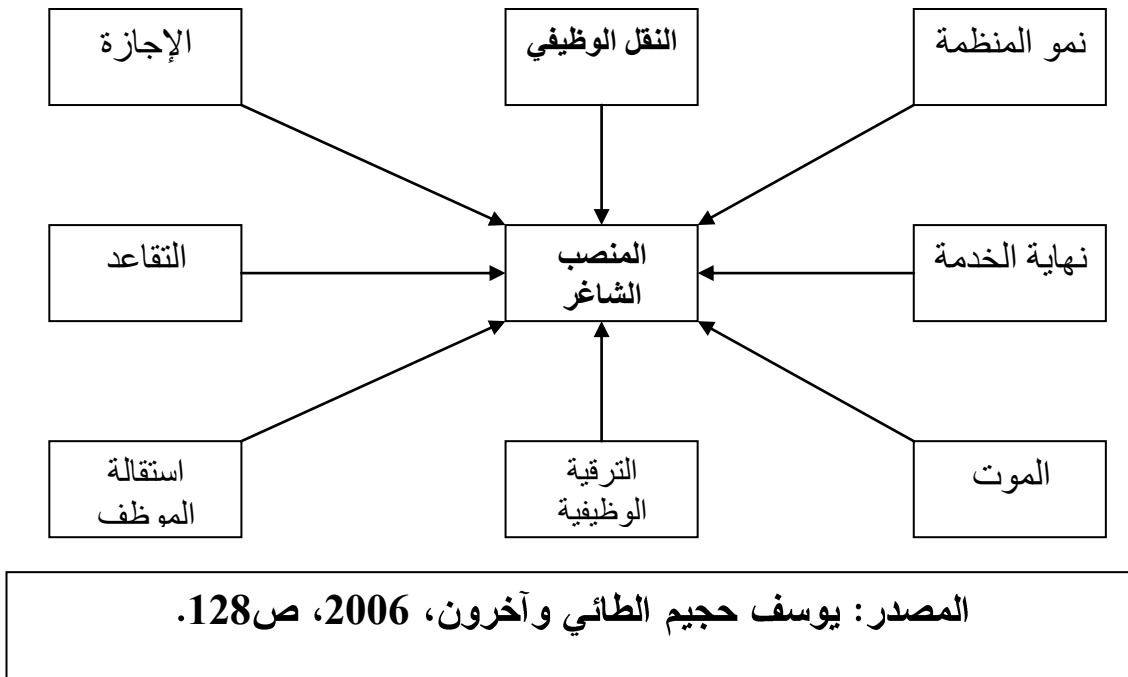 نمو المنظمة
النقل الوظيفي
الإجازة
نهاية الخدمة
المنصب
الشاغر
التقاعد
الموت
الترقية
الوظيفية
استقالة
الموظف
المصدر: يوسف حجيم الطائي وآخرون، 2006، ص128.